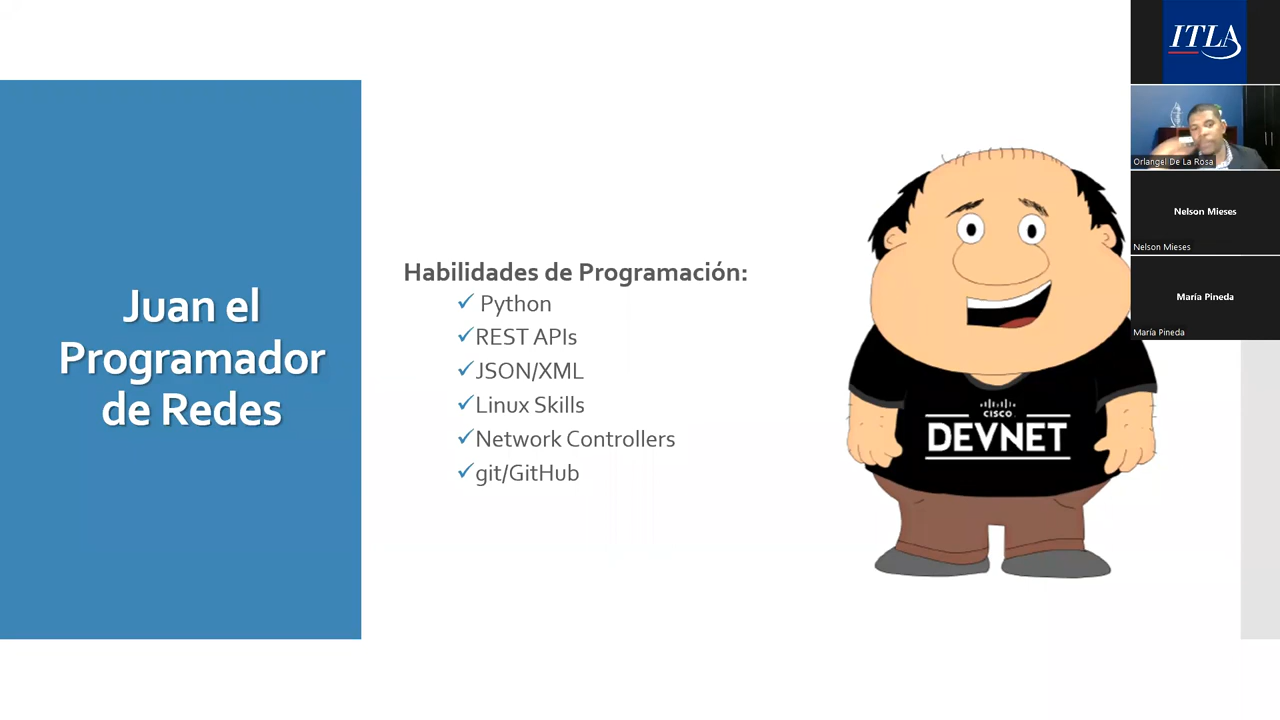 Juan el
Programador
de Redes
Habilidades de Programación:
Python
REST APIs
JSON/XML
Linux Skills
Network Controllers
git/GitHub
CISCO
DEVNET
ITLA
Orlangel De La Rosa
Nelson Mieses
Nelson Mieses
María Pineda
María Pineda